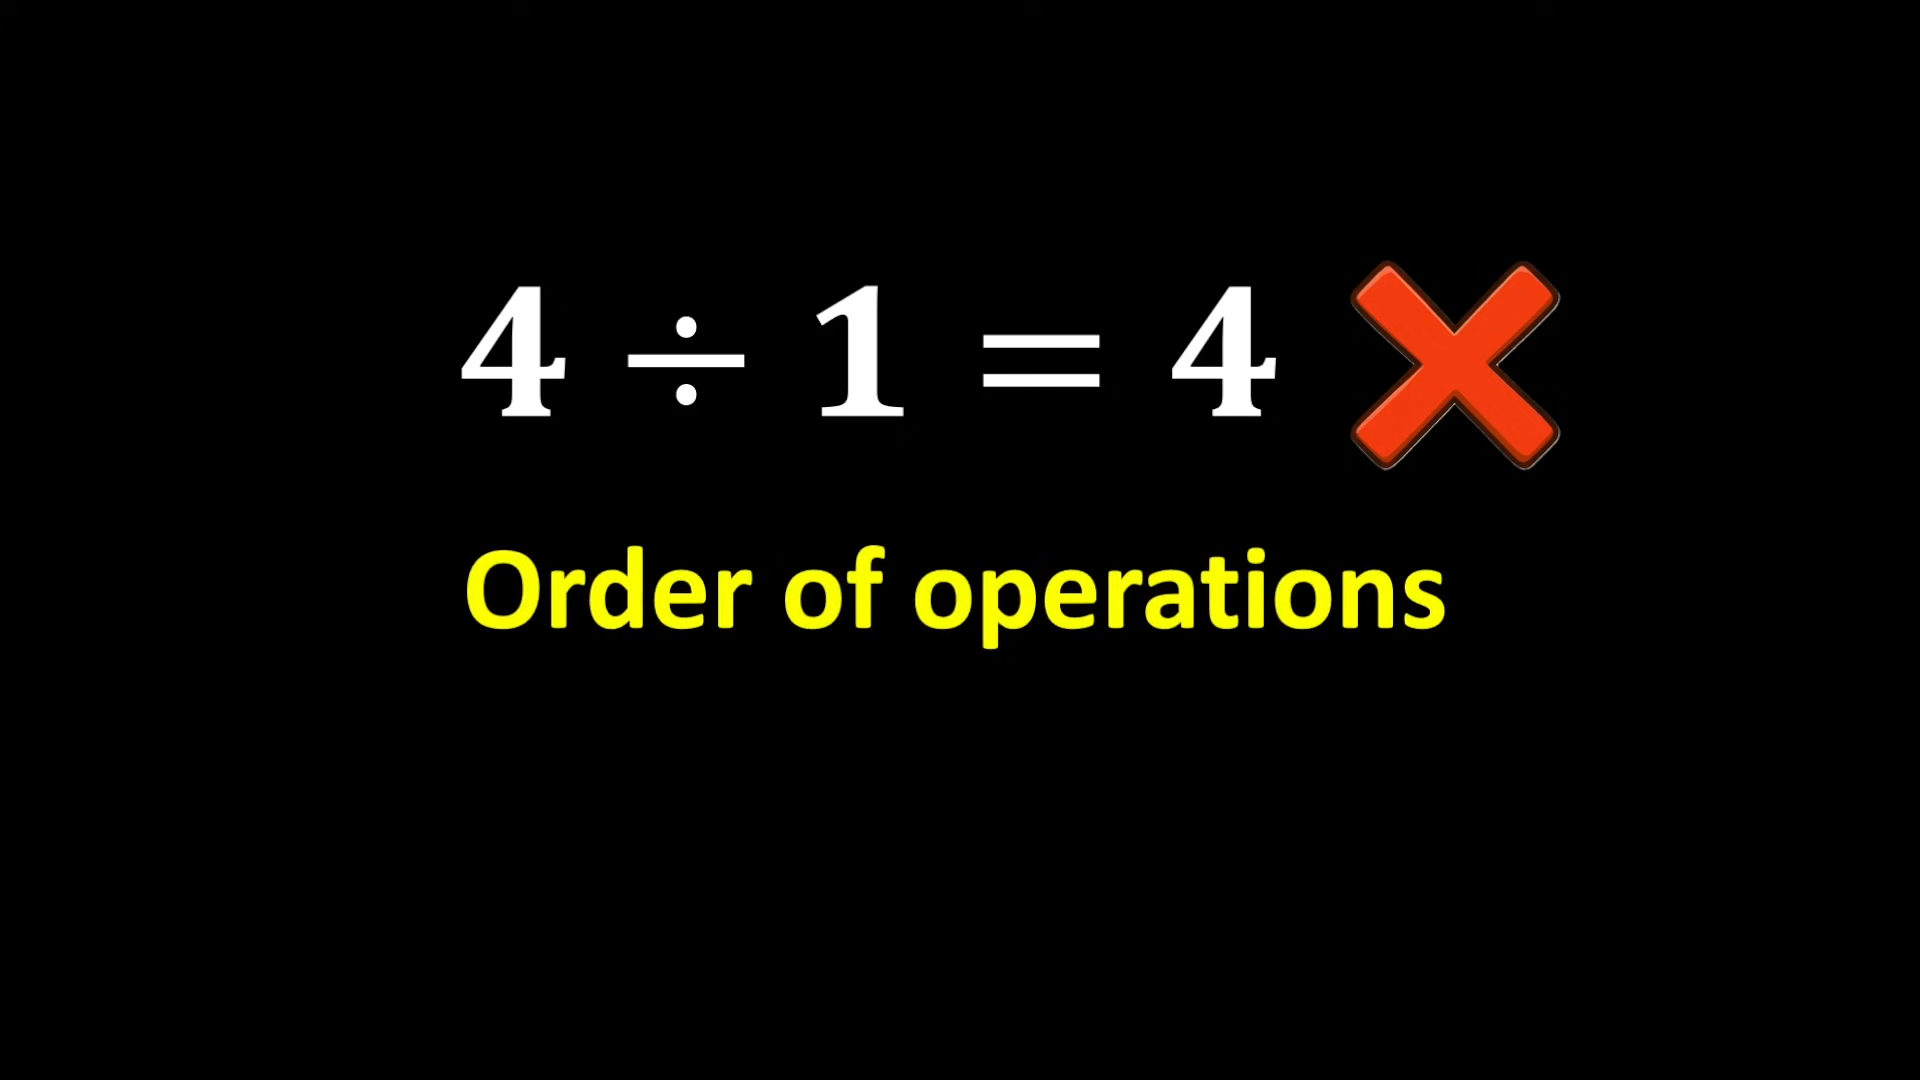 4 ÷ 1 = 4 ❌
Order of operations